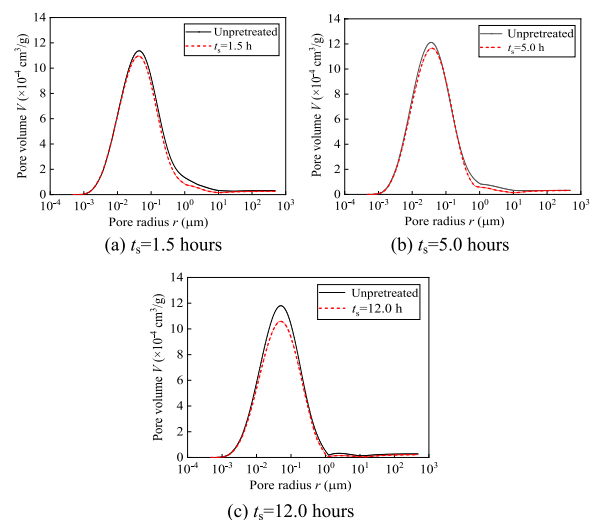 Pore volume V (×10⁻⁴ cm³/g)
14
12
10
8
6
4
2
0
Unpretreated
tₛ=1.5 h
10⁻⁴ 10⁻³ 10⁻² 10⁻¹ 10⁰ 10¹ 10² 10³
Pore radius r (μm)
(a) tₛ=1.5 hours
Pore volume V (×10⁻⁴ cm³/g)
14
12
10
8
6
4
2
0
Unpretreated
tₛ=5.0 h
10⁻⁴ 10⁻³ 10⁻² 10⁻¹ 10⁰ 10¹ 10² 10³
Pore radius r (μm)
(b) tₛ=5.0 hours
Pore volume V (×10⁻⁴ cm³/g)
14
12
10
8
6
4
2
0
Unpretreated
tₛ=12.0 h
10⁻⁴ 10⁻³ 10⁻² 10⁻¹ 10⁰ 10¹ 10² 10³
Pore radius r (μm)
(c) tₛ=12.0 hours